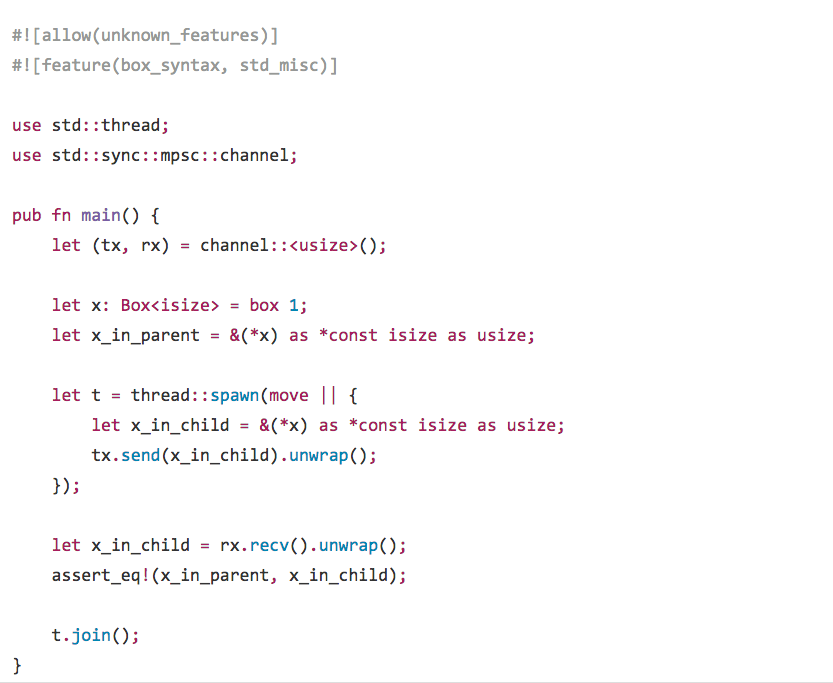 #![allow(unknown_features)]
#![feature(box_syntax, std_misc)]

use std::thread;
use std::sync::mpsc::channel;

pub fn main() {
    let (tx, rx) = channel::<usize>();

    let x: Box<isize> = box 1;
    let x_in_parent = &(*x) as *const isize as usize;

    let t = thread::spawn(move || {
        let x_in_child = &(*x) as *const isize as usize;
        tx.send(x_in_child).unwrap();
    });

    let x_in_child = rx.recv().unwrap();
    assert_eq!(x_in_parent, x_in_child);

    t.join();
}